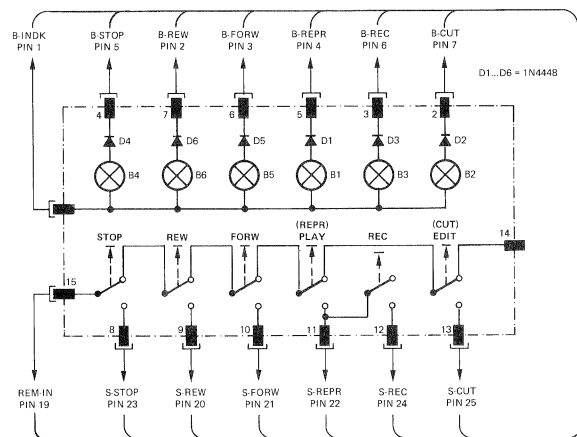 B-INDK B-STOP B-REW B-FORW B-REPR B-REC B-CUT
PIN 1 PIN 5 PIN 2 PIN 3 PIN 4 PIN 6 PIN 7
D1...D6 = 1N4448
4 7 6 5 3 2
D4 D6 D5 D1 D3 D2
B4 B6 B5 B1 B3 B2
STOP REW FORW (REPR) PLAY REC (CUT) EDIT
14
15
8 9 10 11 12 13
REM-IN S-STOP S-REW S-FORW S-REPR S-REC S-CUT
PIN 19 PIN 23 PIN 20 PIN 21 PIN 22 PIN 24 PIN 25